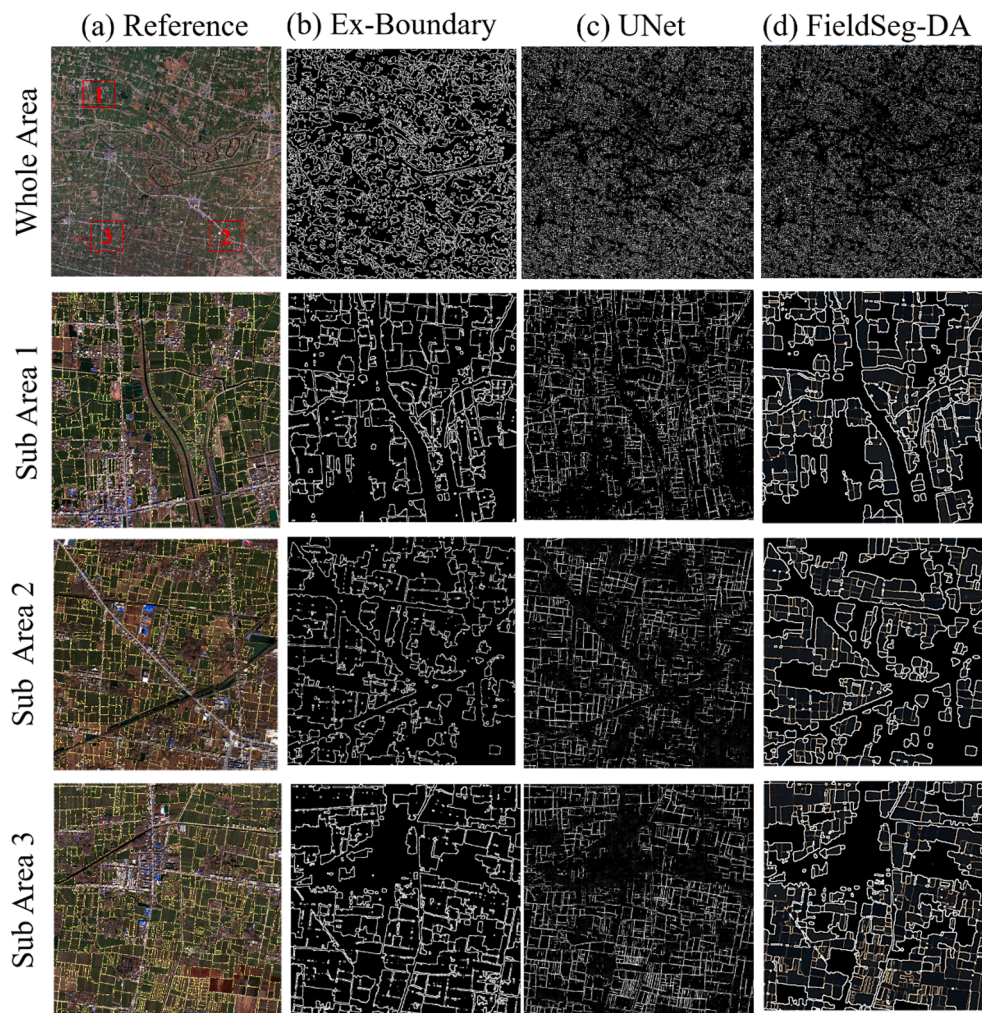 (a) Reference
(b) Ex-Boundary
(c) UNet
(d) FieldSeg-DA
Whole Area
1
3
2
Sub Area 1
Sub Area 2
Sub Area 3